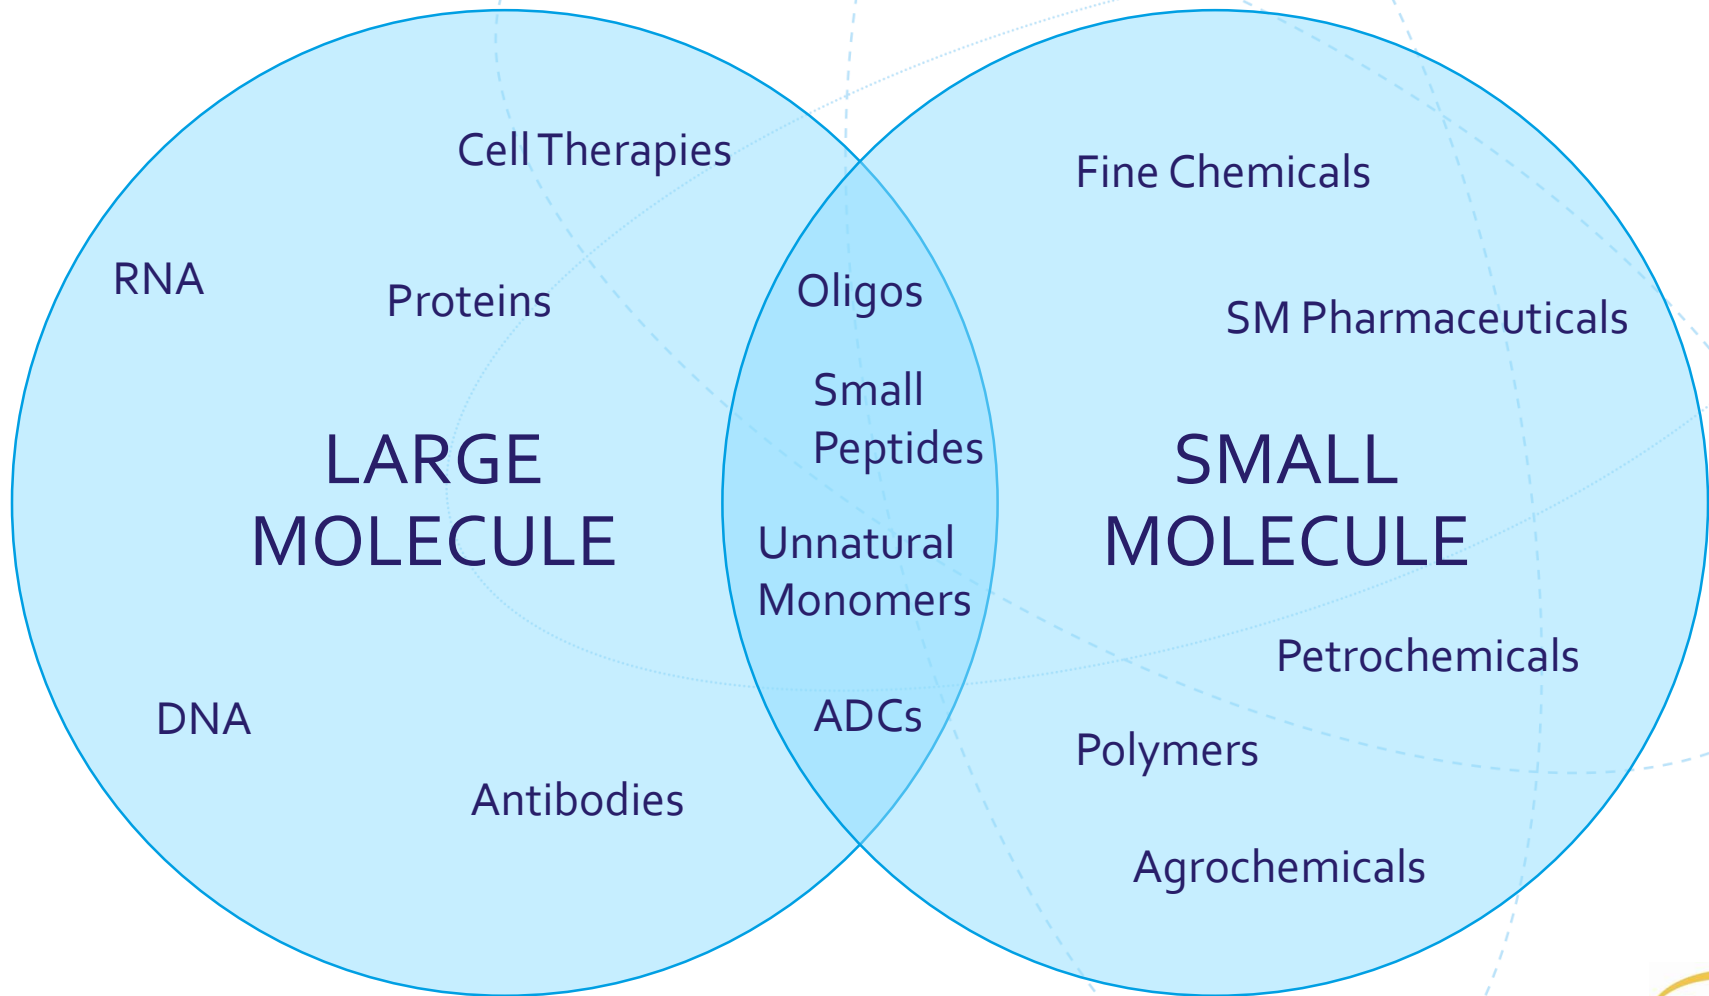 Cell Therapies
RNA
Proteins
LARGE
MOLECULE
DNA
Antibodies
Oligos
Small
Peptides
Unnatural
Monomers
ADCs
Fine Chemicals
SM Pharmaceuticals
SMALL
MOLECULE
Petrochemicals
Polymers
Agrochemicals